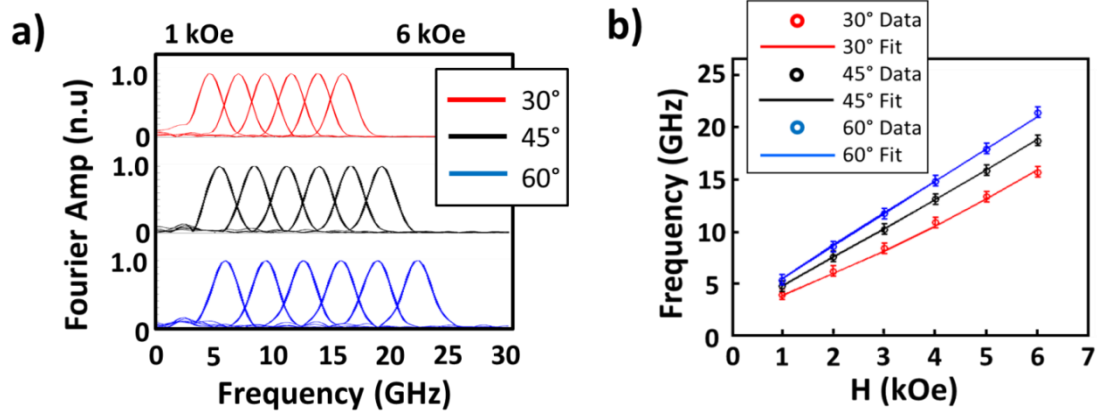 a)
1 kOe 6 kOe
Fourier Amp (n.u)
1.0
0
1.0
0
1.0
0
30°
45°
60°
0 5 10 15 20 25 30
Frequency (GHz)
b)
30° Data
30° Fit
45° Data
45° Fit
60° Data
60° Fit
Frequency (GHz)
25
20
15
10
5
0
0 1 2 3 4 5 6 7
H (kOe)